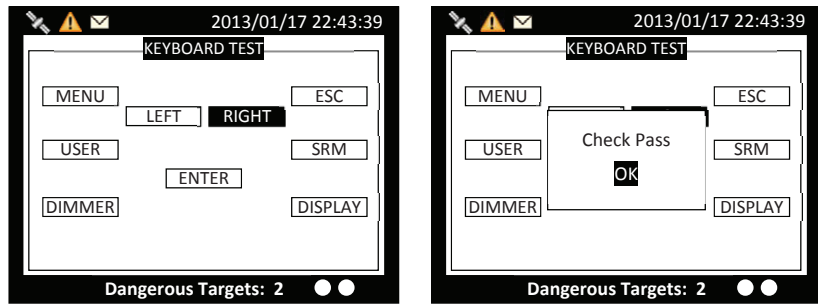 2013/01/17 22:43:39
KEYBOARD TEST
MENU
ESC
LEFT RIGHT
USER
SRM
ENTER
DIMMER
DISPLAY
Dangerous Targets: 2
2013/01/17 22:43:39
KEYBOARD TEST
MENU
ESC
Check Pass
USER
SRM
OK
DIMMER
DISPLAY
Dangerous Targets: 2